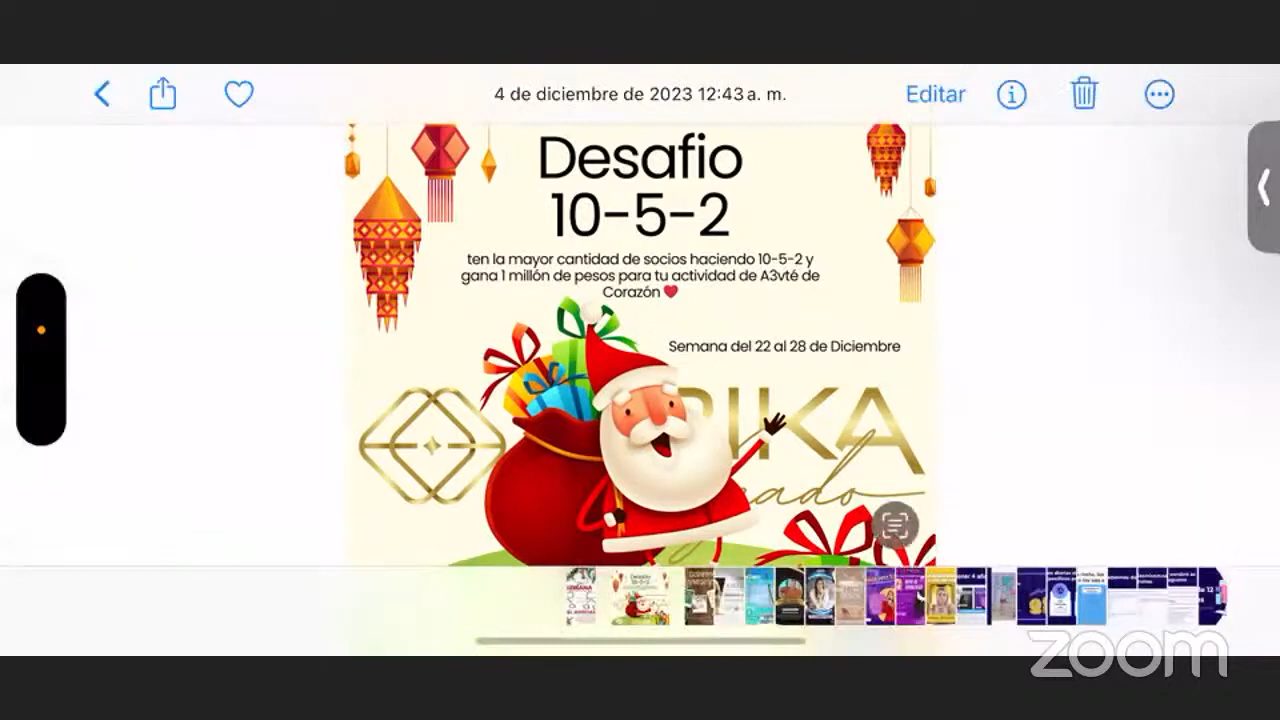 4 de diciembre de 2023 12:43 a. m.
Editar
Desafio
10-5-2
ten la mayor cantidad de socios haciendo 10-5-2 y
gana 1 millón de pesos para tu actividad de A3vté de
Corazón ❤️
Semana del 22 al 28 de Diciembre
IKA
ado
zoom